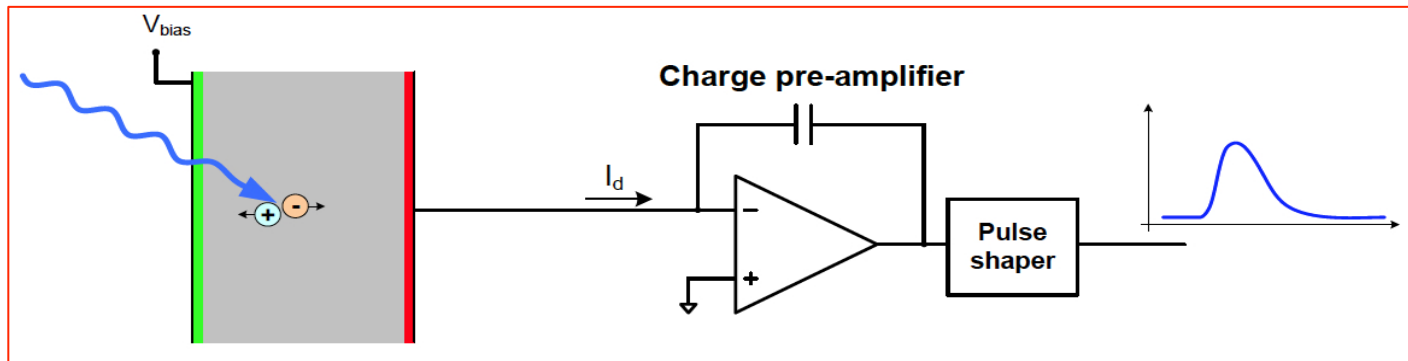 V_bias
Charge pre-amplifier
I_d
+
-
−
+
Pulse
shaper